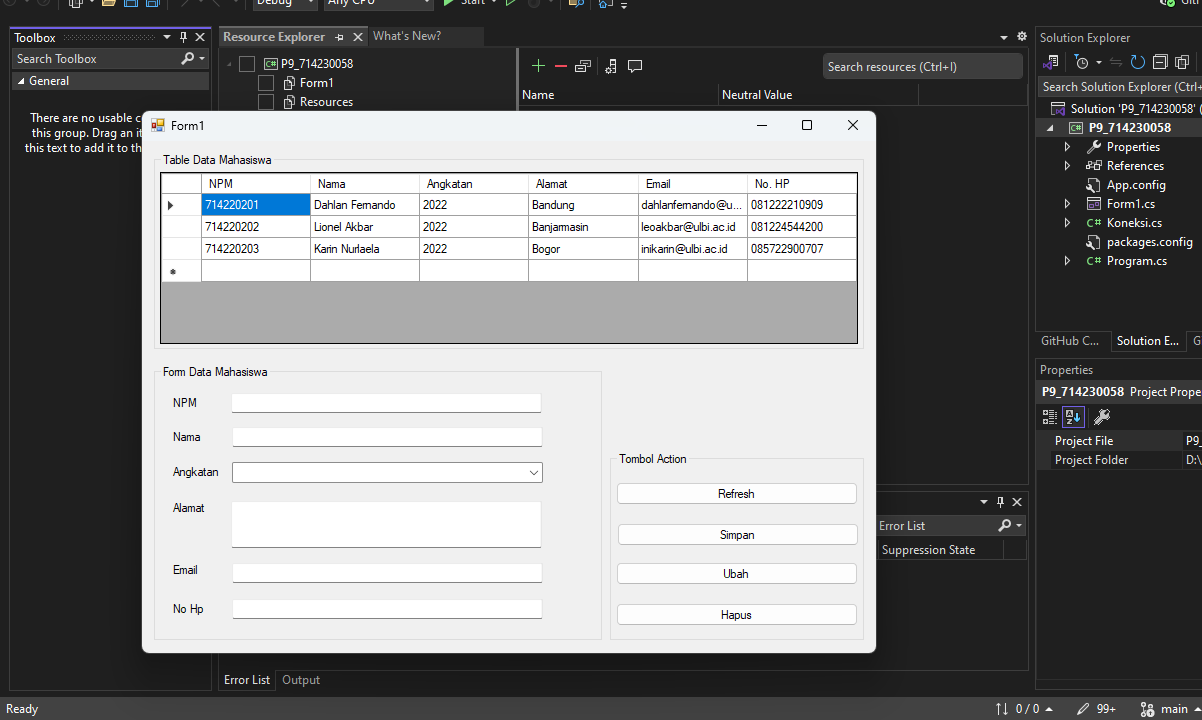 Debug
Any CPU
Start
Toolbox
Search Toolbox
General
There are no usable c
this group. Drag an it
this text to add it to th
Resource Explorer
What's New?
P9_714230058
Form1
Resources
Search resources (Ctrl+I)
Name
Neutral Value
Form1
Table Data Mahasiswa
NPM Nama Angkatan Alamat Email No. HP
714220201 Dahlan Fernando 2022 Bandung dahlanfernando@u... 081222210909
714220202 Lionel Akbar 2022 Banjarmasin leoakbar@ulbi.ac.id 081224544200
714220203 Karin Nurlaela 2022 Bogor inikarin@ulbi.ac.id 085722900707
Form Data Mahasiswa
NPM
Nama
Angkatan
Alamat
Email
No Hp
Tombol Action
Refresh
Simpan
Ubah
Hapus
Error List
Suppression State
Error List
Output
Solution Explorer
Search Solution Explorer (Ctrl+
Solution 'P9_714230058' (
P9_714230058
Properties
References
App.config
Form1.cs
Koneksi.cs
packages.config
Program.cs
GitHub C...
Solution E...
G
Properties
P9_714230058 Project Prope
Project File P9_
Project Folder D:\
Ready
0 / 0
99+
main